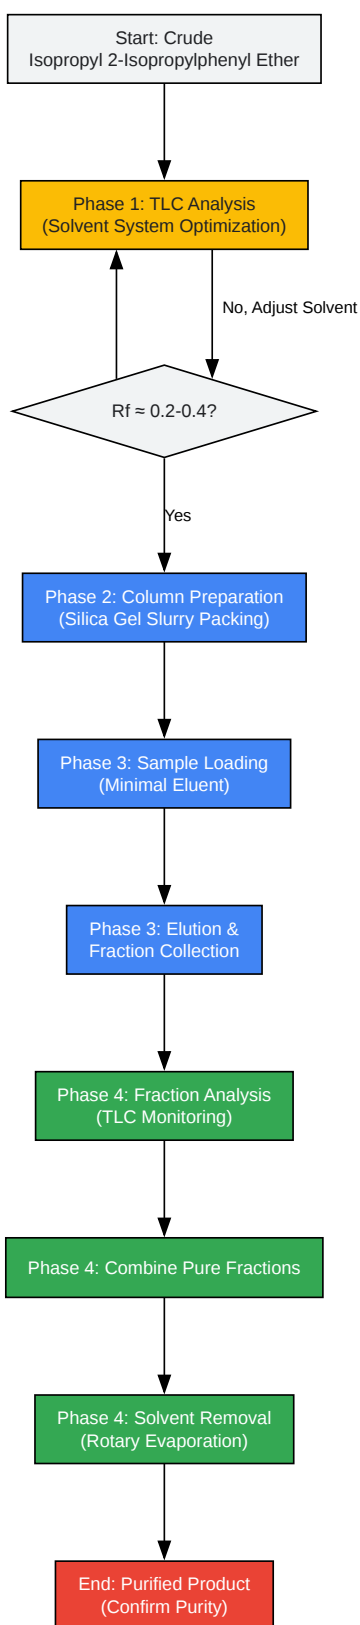 Start: Crude
Isopropyl 2-Isopropylphenyl Ether
Phase 1: TLC Analysis
(Solvent System Optimization)
No, Adjust Solvent
Rf ≈ 0.2-0.4?
Yes
Phase 2: Column Preparation
(Silica Gel Slurry Packing)
Phase 3: Sample Loading
(Minimal Eluent)
Phase 3: Elution &
Fraction Collection
Phase 4: Fraction Analysis
(TLC Monitoring)
Phase 4: Combine Pure Fractions
Phase 4: Solvent Removal
(Rotary Evaporation)
End: Purified Product
(Confirm Purity)